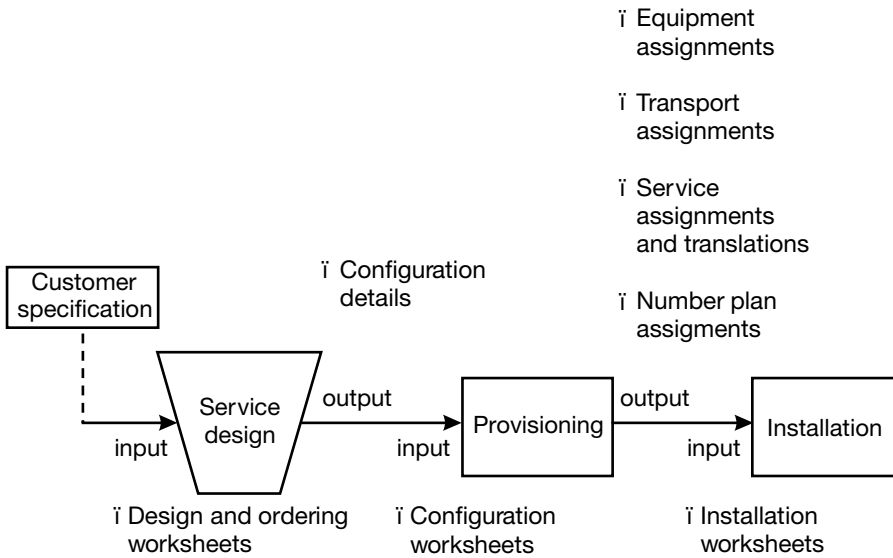 ï Equipment
assignments
ï Transport
assignments
ï Service
assignments
and translations
ï Number plan
assigments
ï Configuration
details
Customer
specification
Service
design
Provisioning
Installation
output
output
input
input
input
ï Design and ordering
worksheets
ï Configuration
worksheets
ï Installation
worksheets